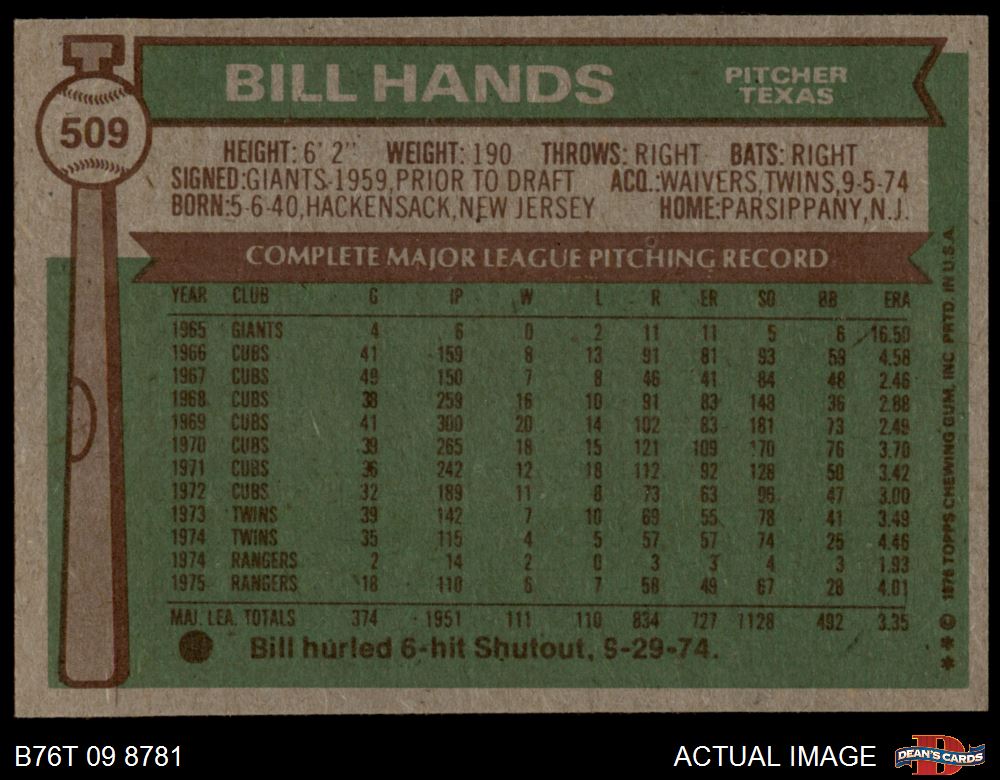 BILL HANDS
PITCHER
TEXAS
509
HEIGHT: 6' 2" WEIGHT: 190 THROWS: RIGHT BATS: RIGHT
SIGNED:GIANTS-1959,PRIOR TO DRAFT ACQ.:WAIVERS,TWINS,9-5-74
BORN:5-6-40,HACKENSACK,NEW JERSEY HOME:PARSIPPANY,N.J.
COMPLETE MAJOR LEAGUE PITCHING RECORD
YEAR CLUB G IP W L R ER SO BB ERA
1965 GIANTS 4 6 0 2 11 11 5 6 16.50
1966 CUBS 41 159 8 13 91 81 93 59 4.58
1967 CUBS 49 150 7 8 46 41 84 48 2.46
1968 CUBS 38 259 16 10 91 83 148 36 2.88
1969 CUBS 41 300 20 14 102 83 181 73 2.49
1970 CUBS 39 265 18 15 121 109 170 76 3.70
1971 CUBS 36 242 12 18 112 92 128 50 3.42
1972 CUBS 32 189 11 8 73 63 96 47 3.00
1973 TWINS 39 142 7 10 69 55 78 41 3.49
1974 TWINS 35 115 4 5 57 57 74 25 4.46
1974 RANGERS 2 14 2 0 3 3 4 3 1.93
1975 RANGERS 18 110 6 7 58 49 67 28 4.01
MAJ. LEA. TOTALS 374 1951 111 110 834 727 1128 492 3.35
Bill hurled 6-hit Shutout, 9-29-74.
** © 1976 TOPPS CHEWING GUM, INC PRTD. IN U.S.A.
B76T 09 8781
ACTUAL IMAGE
D
DEAN'S CARDS